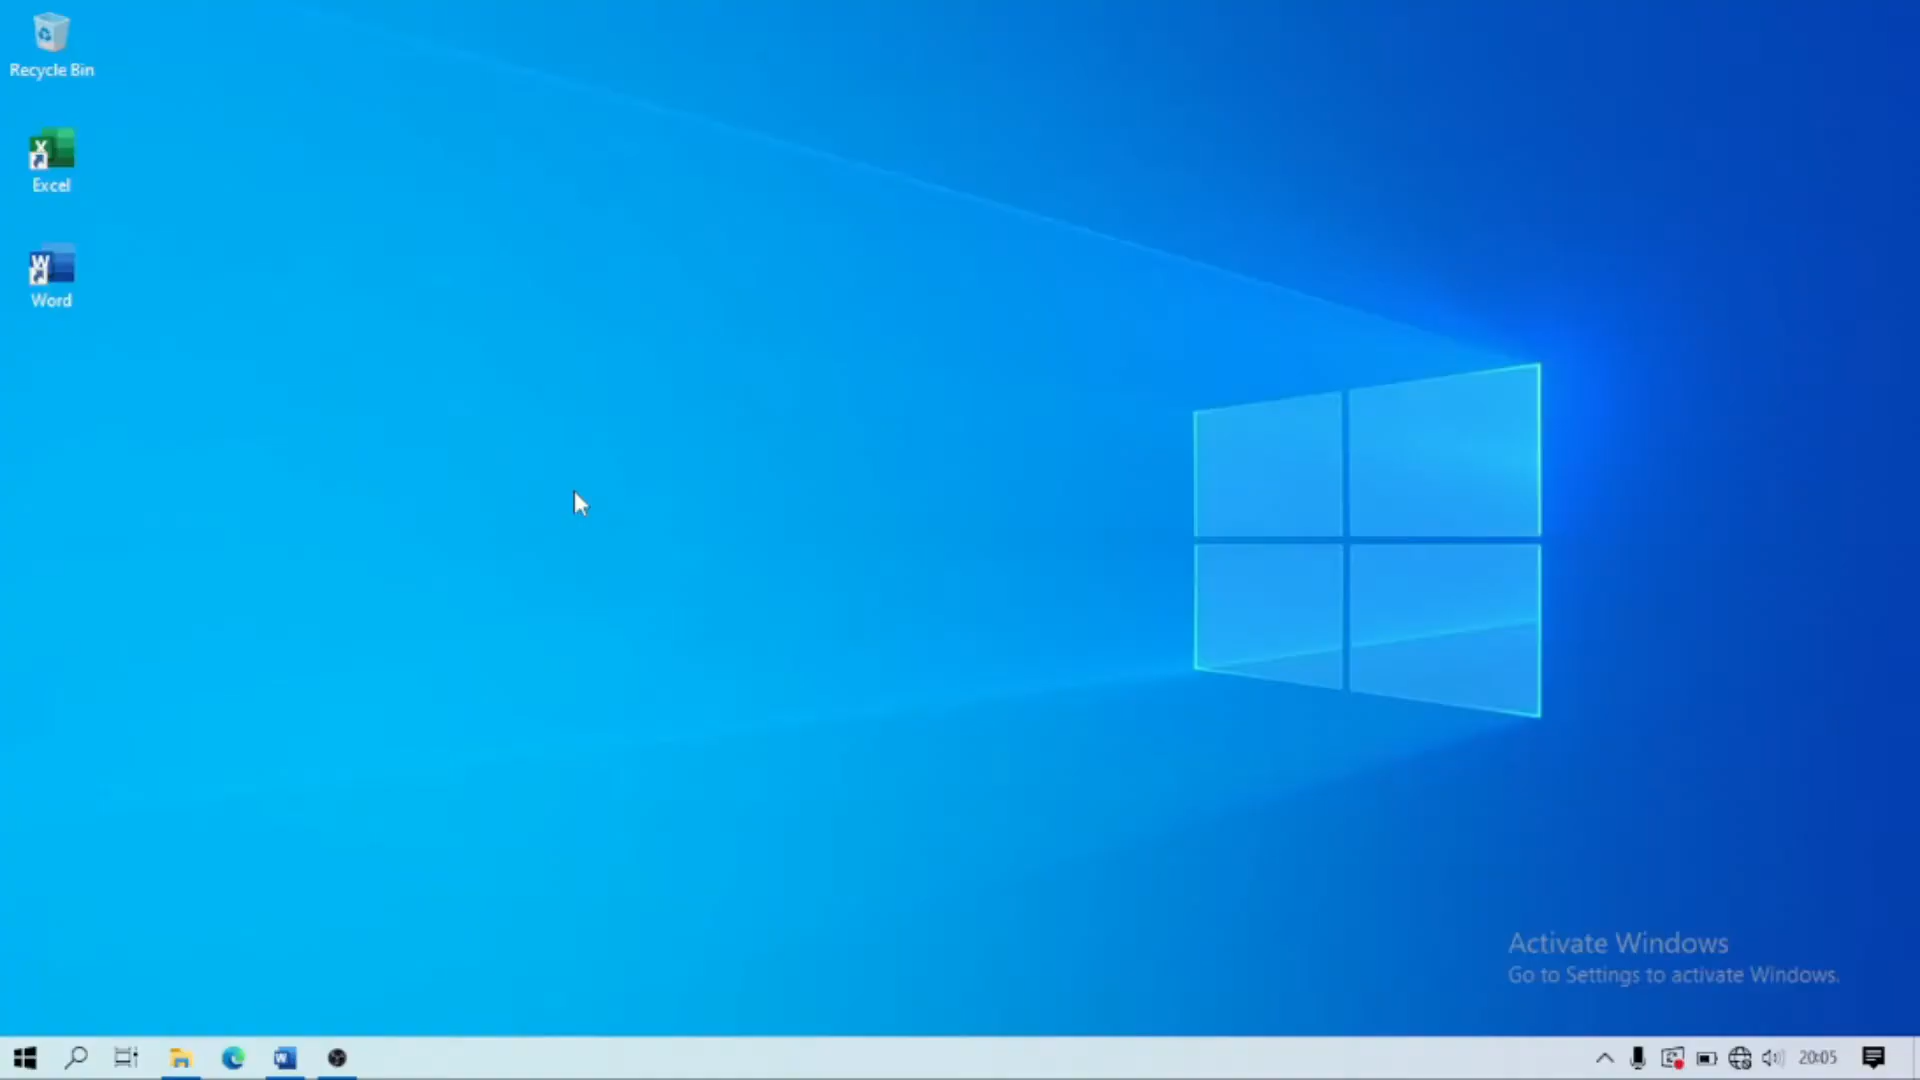 Recycle Bin
Excel
Word
Activate Windows
Go to Settings to activate Windows.
20:05